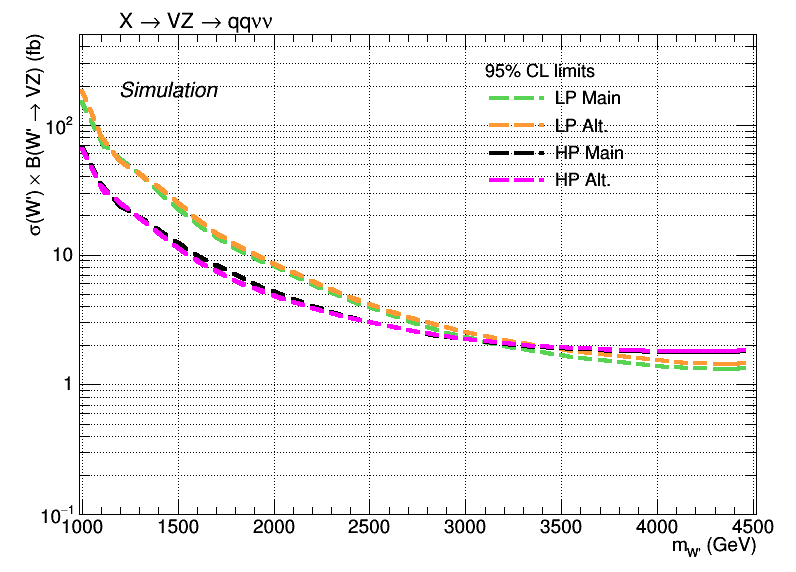 X → VZ → qqνν
σ(W') × B(W' → VZ) (fb)
Simulation
95% CL limits
LP Main
LP Alt.
HP Main
HP Alt.
10²
10
1
10⁻¹
1000 1500 2000 2500 3000 3500 4000 4500
m_W' (GeV)